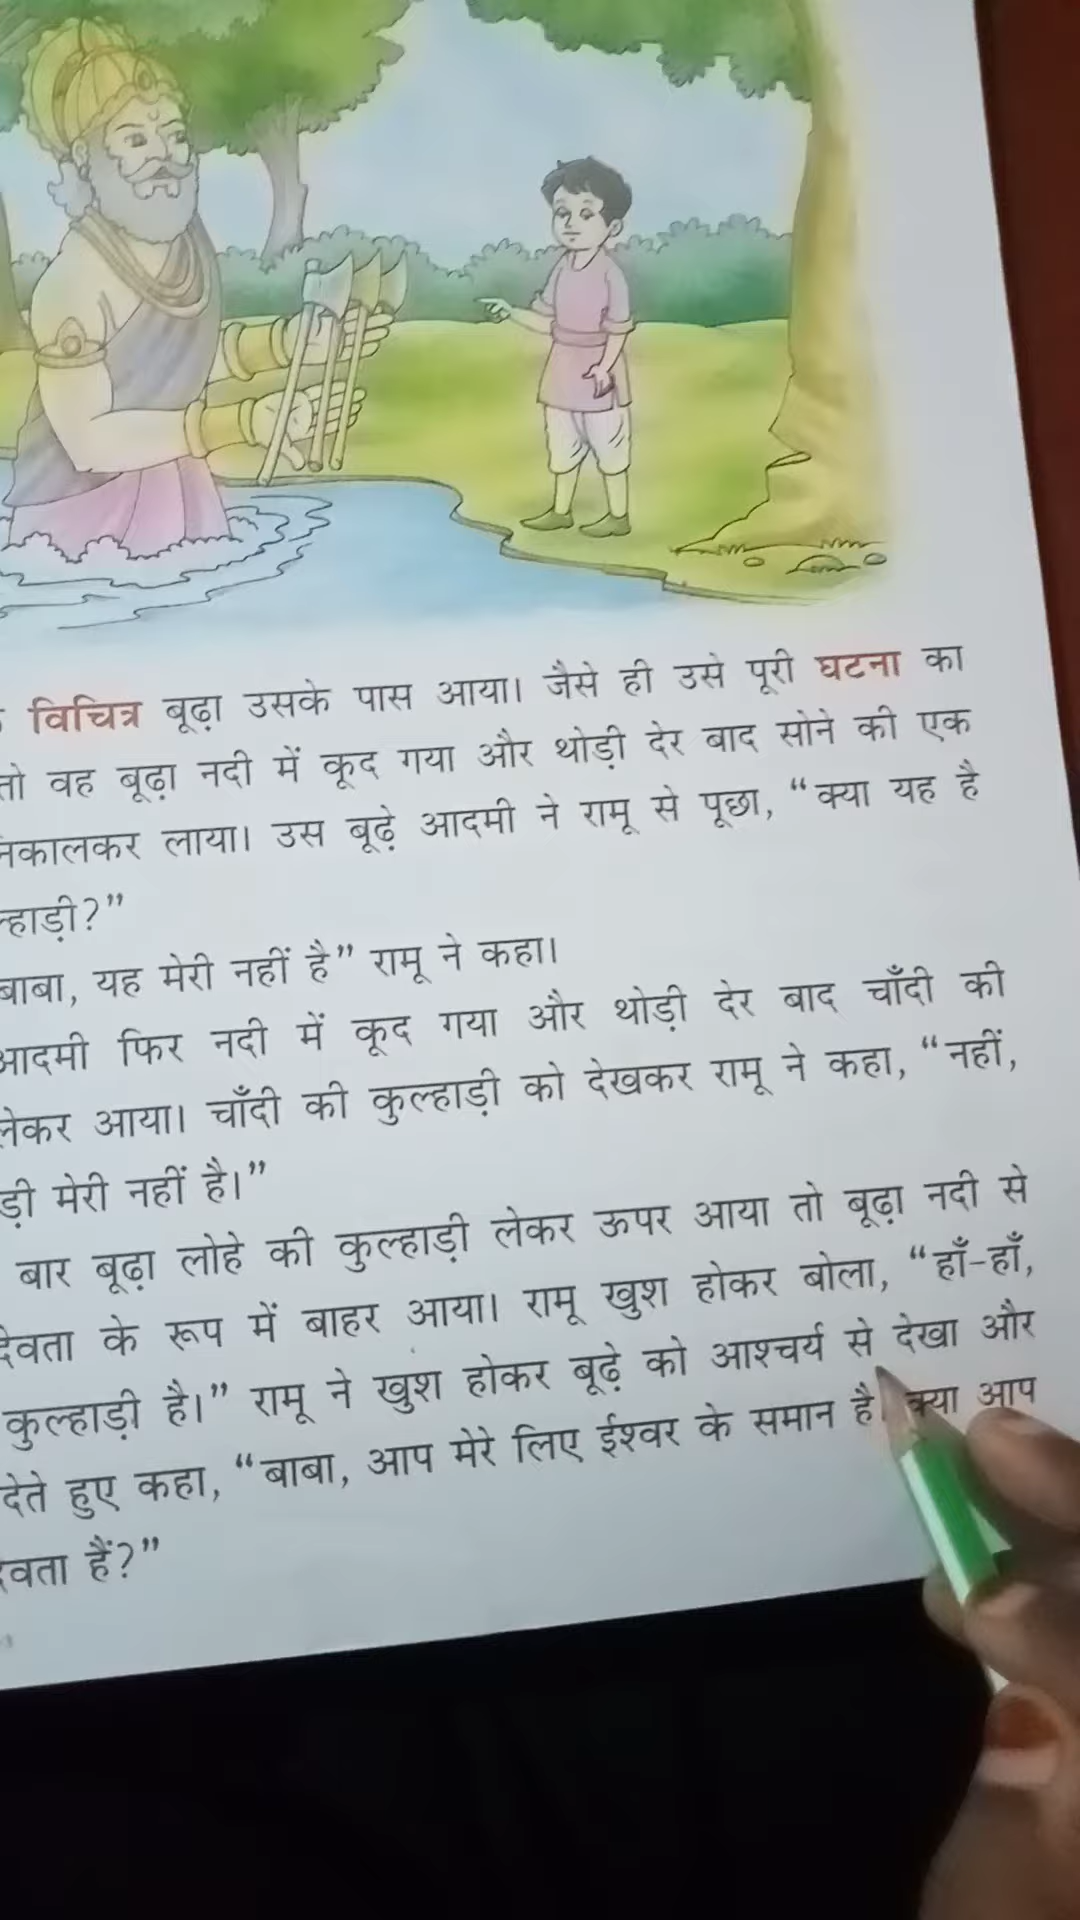 विचित्र बूढ़ा उसके पास आया। जैसे ही उसे पूरी घटना का
तो वह बूढ़ा नदी में कूद गया और थोड़ी देर बाद सोने की एक
लाया। उस बूढ़े आदमी ने रामू से पूछा, “क्या यह है
बाबा, यह मेरी नहीं है” रामू ने कहा।
आदमी फिर नदी में कूद गया और थोड़ी देर बाद चाँदी की
लेकर आया। चाँदी की कुल्हाड़ी को देखकर रामू ने कहा, “नहीं,
मेरी नहीं है।”
बार बूढ़ा लोहे की कुल्हाड़ी लेकर ऊपर आया तो बूढ़ा नदी से
देवता के रूप में बाहर आया। रामू खुश होकर बोला, “हाँ-हाँ,
कुल्हाड़ी है।” रामू ने खुश होकर बूढ़े को आश्चर्य से देखा और
देते हुए कहा, “बाबा, आप मेरे लिए ईश्वर के समान है। क्या आप
देवता हैं?”